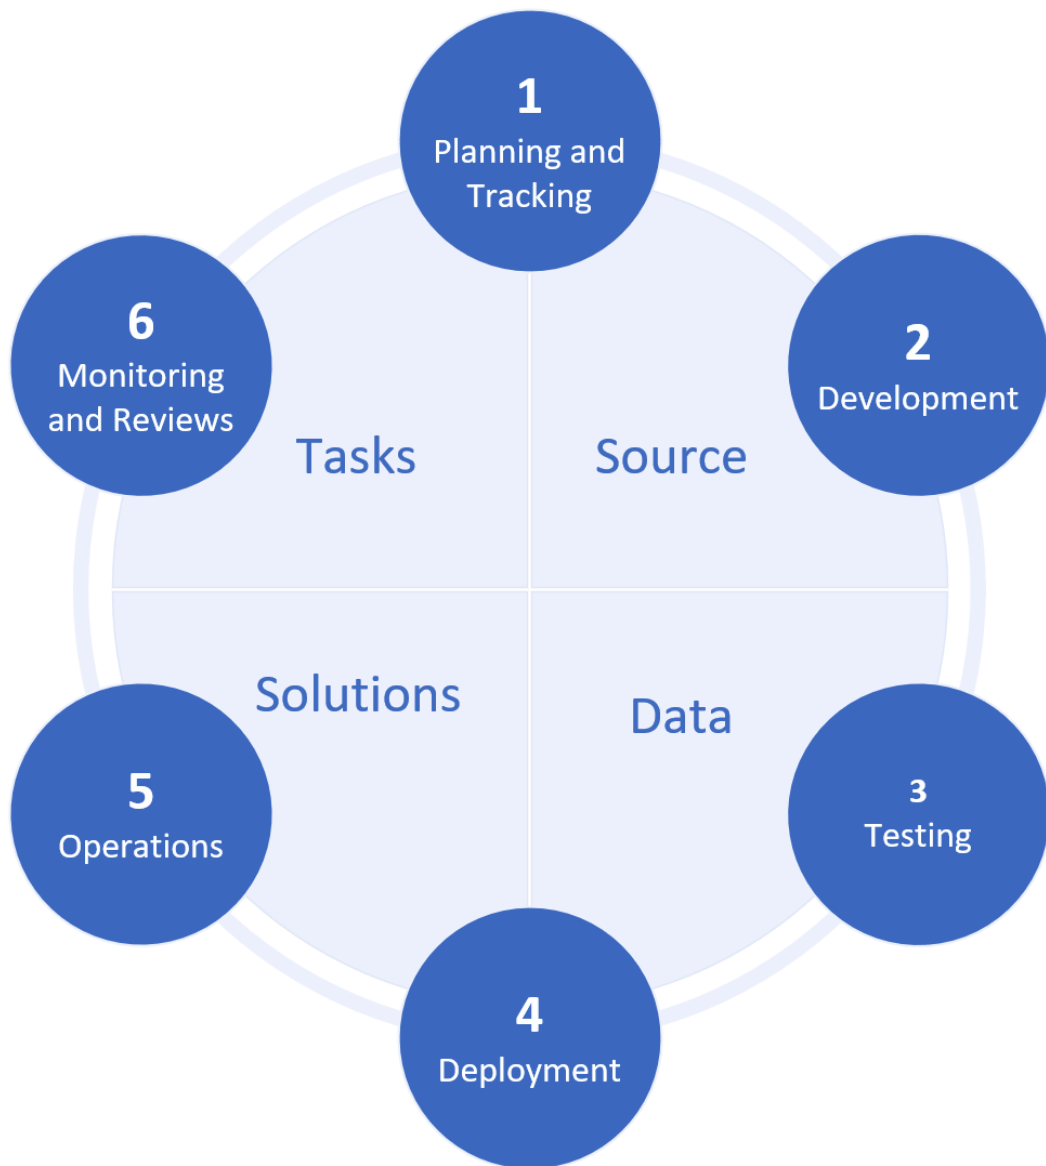 1
Planning and
Tracking
2
Development
3
Testing
4
Deployment
5
Operations
6
Monitoring
and Reviews
Tasks
Source
Solutions
Data